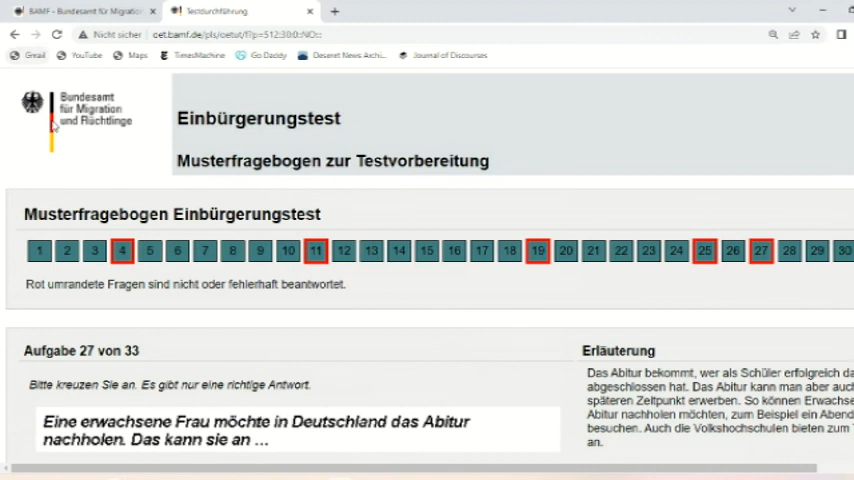 BAMF - Bundesamt für Migratio
Testdurchführung
Nicht sicher
oet.bamf.de/pls/oetut/f?p=512:30:0::NO:::
Gmail
YouTube
Maps
TimesMachine
Go Daddy
Deseret News Archi...
Journal of Discourses
Bundesamt
für Migration
und Flüchtlinge
Einbürgerungstest
Musterfragebogen zur Testvorbereitung
Musterfragebogen Einbürgerungstest
1 2 3 4 5 6 7 8 9 10 11 12 13 14 15 16 17 18 19 20 21 22 23 24 25 26 27 28 29 30
Rot umrandete Fragen sind nicht oder fehlerhaft beantwortet.
Aufgabe 27 von 33
Bitte kreuzen Sie an. Es gibt nur eine richtige Antwort.
Eine erwachsene Frau möchte in Deutschland das Abitur
nachholen. Das kann sie an ...
Erläuterung
Das Abitur bekommt, wer als Schüler erfolgreich da
abgeschlossen hat. Das Abitur kann man aber auch
späteren Zeitpunkt erwerben. So können Erwachse
Abitur nachholen möchten, zum Beispiel ein Abend
besuchen. Auch die Volkshochschulen bieten zum
an.